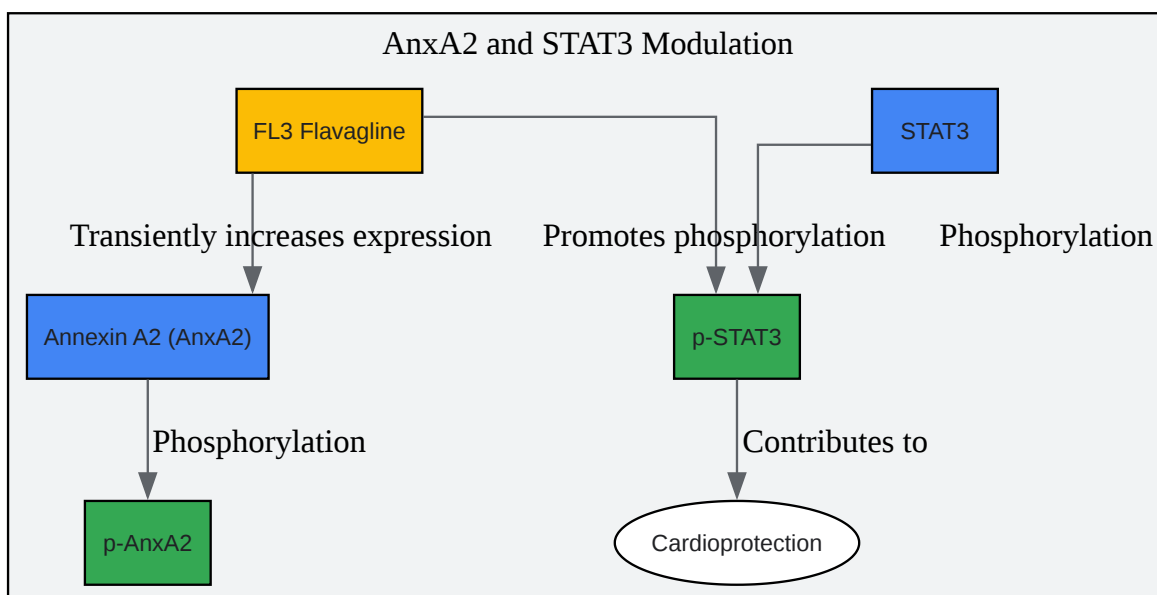 AnxA2 and STAT3 Modulation
FL3 Flavagline
STAT3
Transiently increases expression
Promotes phosphorylation
Phosphorylation
Annexin A2 (AnxA2)
p-STAT3
Phosphorylation
Contributes to
p-AnxA2
Cardioprotection